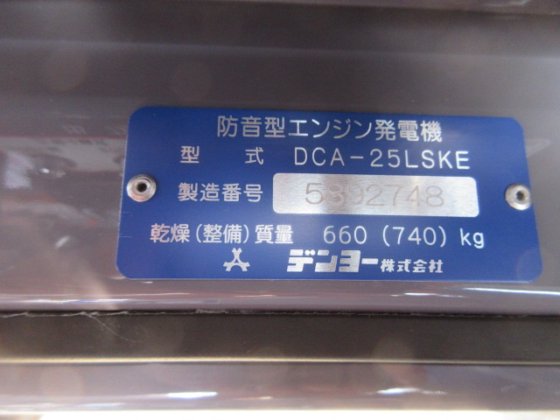 防音型エンジン発電機
型式 DCA-25LSKE
製造番号 5392748
乾燥(整備)質量 660(740)kg
デンヨー株式会社